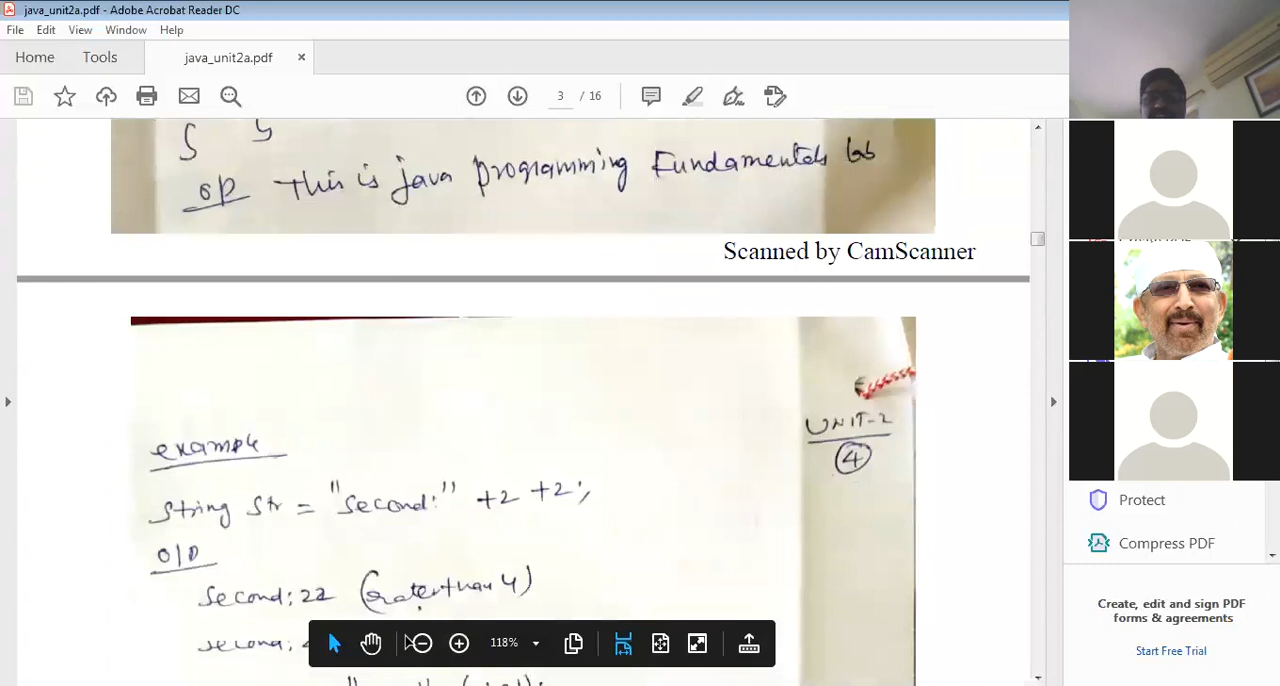 java_unit2a.pdf - Adobe Acrobat Reader DC
File Edit View Window Help
Home Tools java_unit2a.pdf ×
3 / 16
OP This is java programming Fundamentals lab
Scanned by CamScanner
UNIT-2
4
example
String Str = "Second:" +2 +2;
O/P
Second:22 (rather than 4)
118%
Protect
Compress PDF
Create, edit and sign PDF
forms & agreements
Start Free Trial